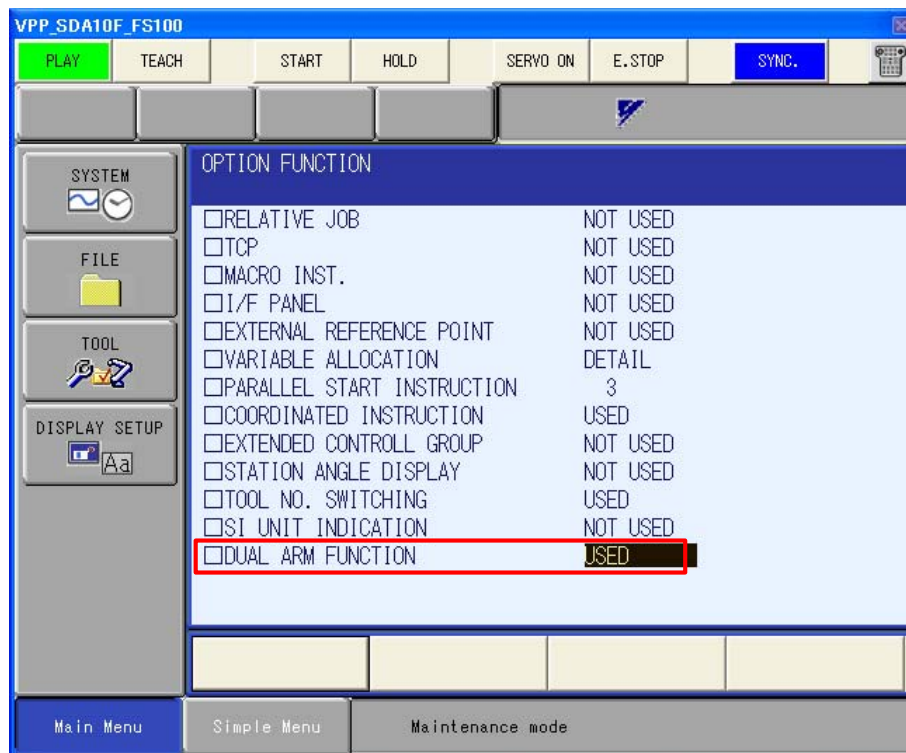 VPP_SDA10F_FS100
PLAY TEACH START HOLD SERVO ON E.STOP SYNC.
SYSTEM
FILE
TOOL
DISPLAY SETUP
Aa
OPTION FUNCTION
RELATIVE JOB NOT USED
TCP NOT USED
MACRO INST. NOT USED
I/F PANEL NOT USED
EXTERNAL REFERENCE POINT NOT USED
VARIABLE ALLOCATION DETAIL
PARALLEL START INSTRUCTION 3
COORDINATED INSTRUCTION USED
EXTENDED CONTROLL GROUP NOT USED
STATION ANGLE DISPLAY NOT USED
TOOL NO. SWITCHING USED
SI UNIT INDICATION NOT USED
DUAL ARM FUNCTION USED
Main Menu Simple Menu Maintenance mode